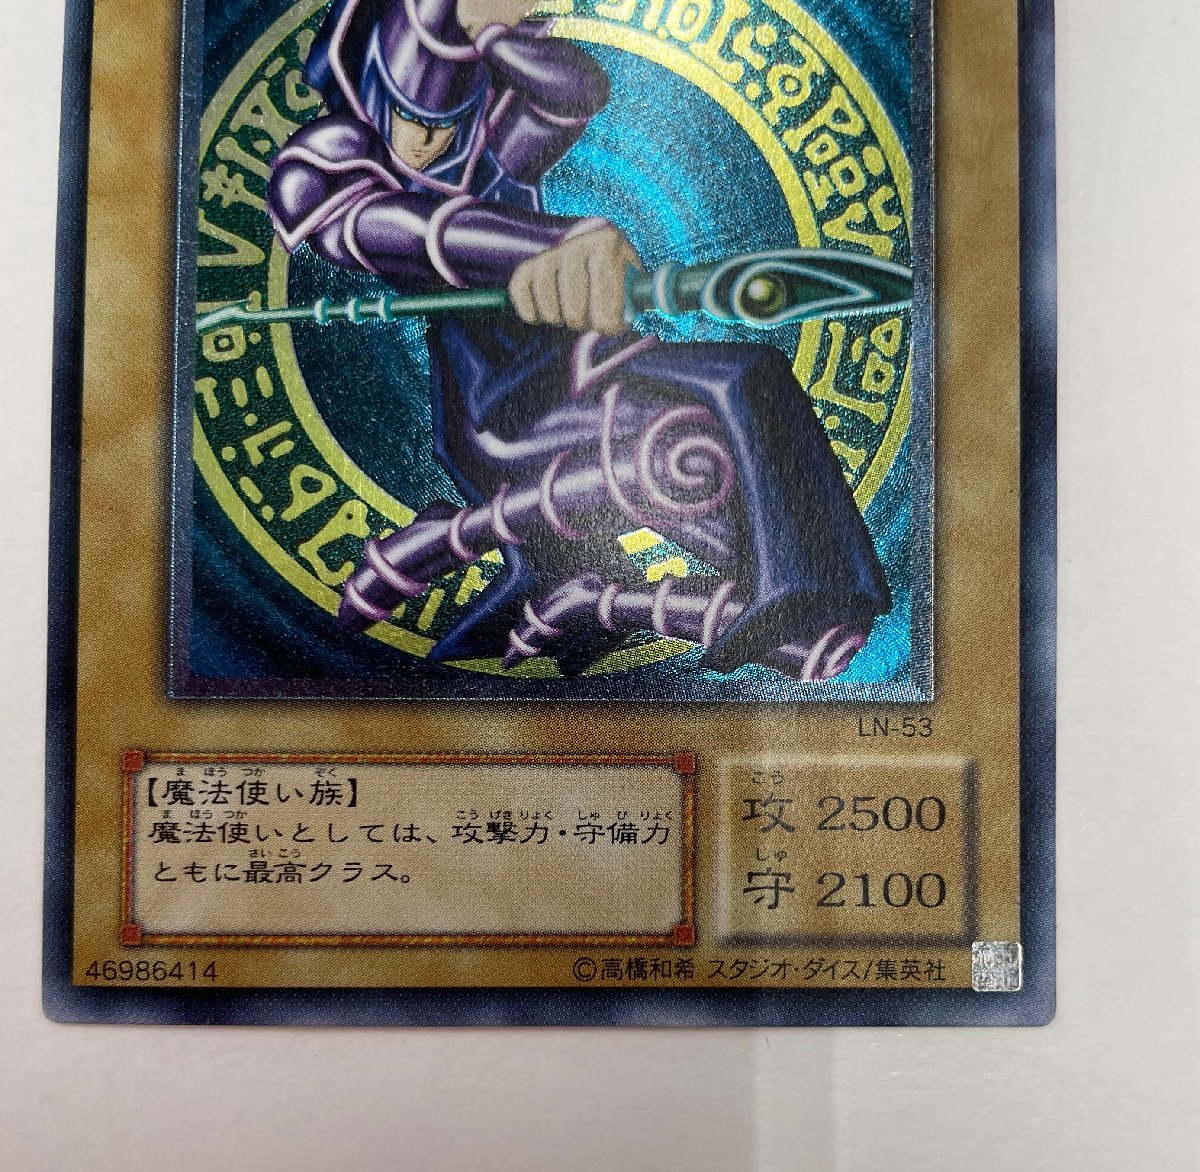 LN-53
【魔法使い族】
魔法使いとしては、攻撃力・守備力
ともに最高クラス。
攻 2500
守 2100
46986414
©高橋和希 スタジオ・ダイス/集英社